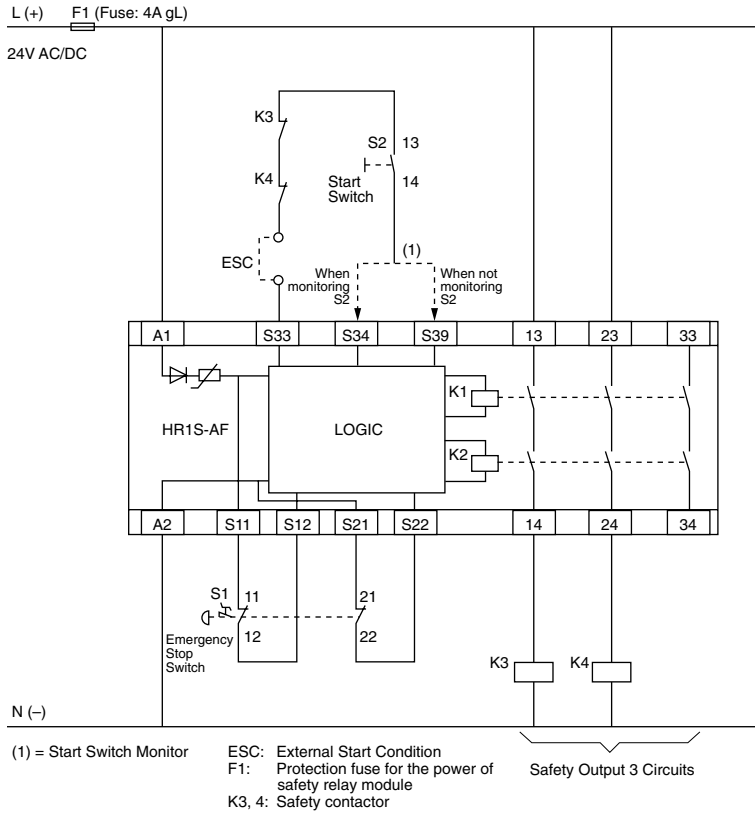 L (+) F1 (Fuse: 4A gL)
24V AC/DC
K3
S2 13
K4
Start
Switch
14
ESC
(1)
When
monitoring
S2
When not
monitoring
S2
A1 S33 S34 S39 13 23 33
K1
HR1S-AF
LOGIC
K2
A2 S11 S12 S21 S22 14 24 34
S1 11 21
Emergency
Stop
Switch
12 22
K3 K4
N (–)
(1) = Start Switch Monitor
ESC: External Start Condition
F1: Protection fuse for the power of
safety relay module
K3, 4: Safety contactor
Safety Output 3 Circuits